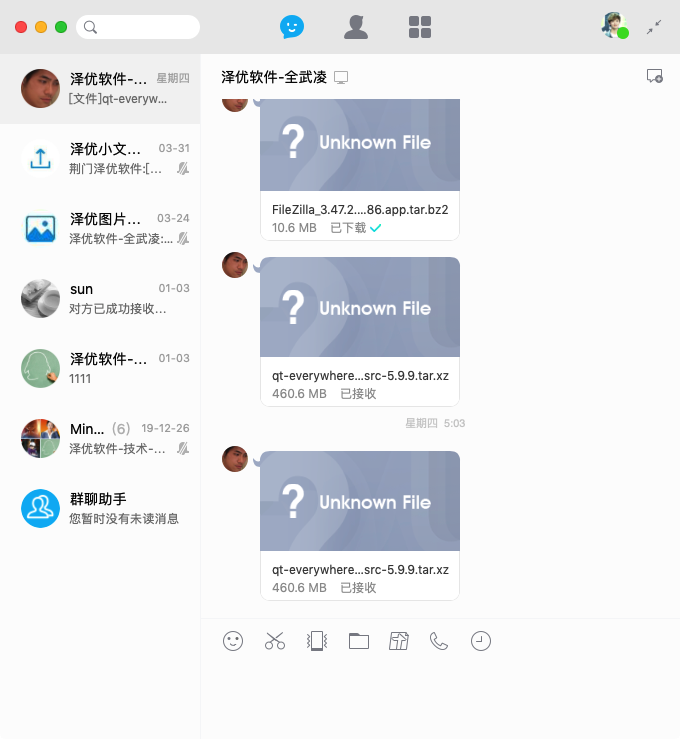 泽优软件-...
星期四
[文件]qt-everyw...
泽优小文...
03-31
荆门泽优软件:[...
泽优图片...
03-24
泽优软件-全武凌:...
sun
01-03
对方已成功接收...
泽优软件-...
01-03
1111
Min... (6)
19-12-26
泽优软件-技术-...
群聊助手
您暂时没有未读消息
泽优软件-全武凌
? Unknown File
FileZilla_3.47.2....86.app.tar.bz2
10.6 MB 已下载
? Unknown File
qt-everywhere...src-5.9.9.tar.xz
460.6 MB 已接收
星期四 5:03
? Unknown File
qt-everywhere...src-5.9.9.tar.xz
460.6 MB 已接收